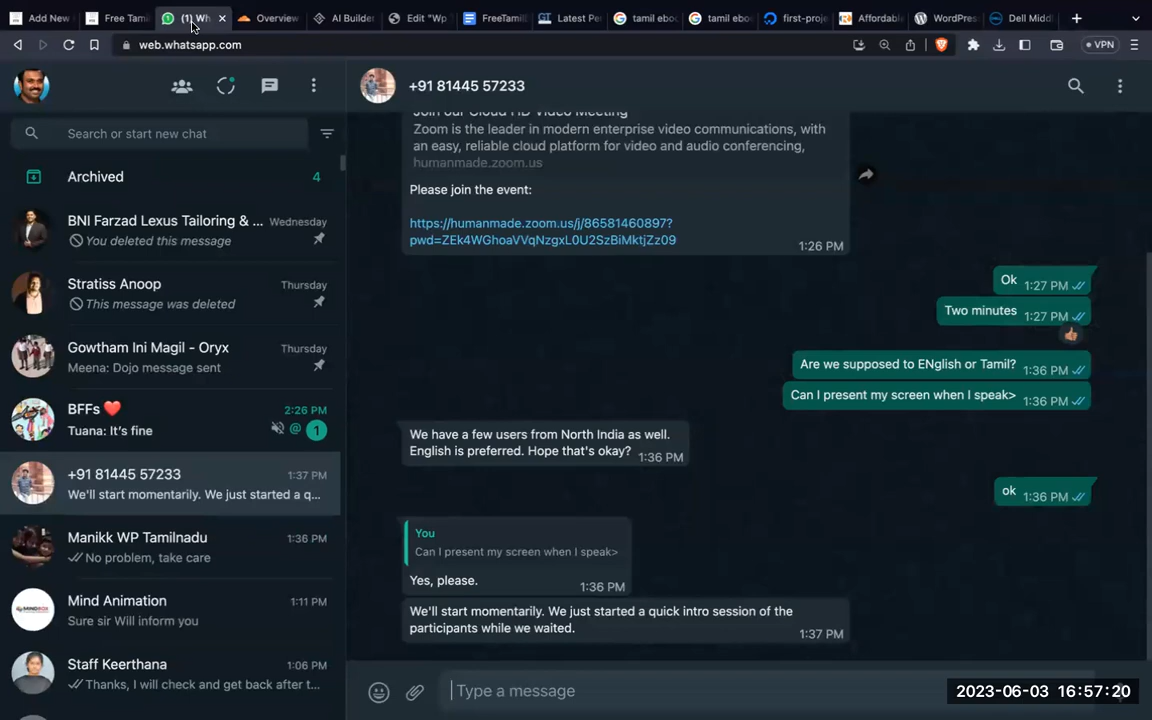 Add New
Free Tami
(1) Wh
Overview
AI Builder
Edit "Wp
FreeTamil
Latest Pe
tamil ebo
tamil ebo
first-proje
Affordabl
WordPres
Dell Middl
web.whatsapp.com
VPN
+91 81445 57233
Search or start new chat
Archived
4
BNI Farzad Lexus Tailoring & ...
Wednesday
You deleted this message
Stratiss Anoop
Thursday
This message was deleted
Gowtham Ini Magil - Oryx
Thursday
Meena: Dojo message sent
BFFs ❤️
2:26 PM
Tuana: It's fine
@ 1
+91 81445 57233
1:37 PM
We'll start momentarily. We just started a q...
Manikk WP Tamilnadu
1:36 PM
No problem, take care
Mind Animation
1:11 PM
Sure sir Will inform you
Staff Keerthana
1:06 PM
Thanks, I will check and get back after t...
Join our Cloud HD Video Meeting
Zoom is the leader in modern enterprise video communications, with
an easy, reliable cloud platform for video and audio conferencing,
humanmade.zoom.us
Please join the event:
https://humanmade.zoom.us/j/86581460897?
pwd=ZEk4WGhoaVVqNzgxL0U2SzBiMktjZz09
1:26 PM
Ok 1:27 PM
Two minutes 1:27 PM
Are we supposed to ENglish or Tamil? 1:36 PM
Can I present my screen when I speak> 1:36 PM
We have a few users from North India as well.
English is preferred. Hope that's okay? 1:36 PM
ok 1:36 PM
You
Can I present my screen when I speak>
Yes, please. 1:36 PM
We'll start momentarily. We just started a quick intro session of the
participants while we waited. 1:37 PM
Type a message
2023-06-03 16:57:20